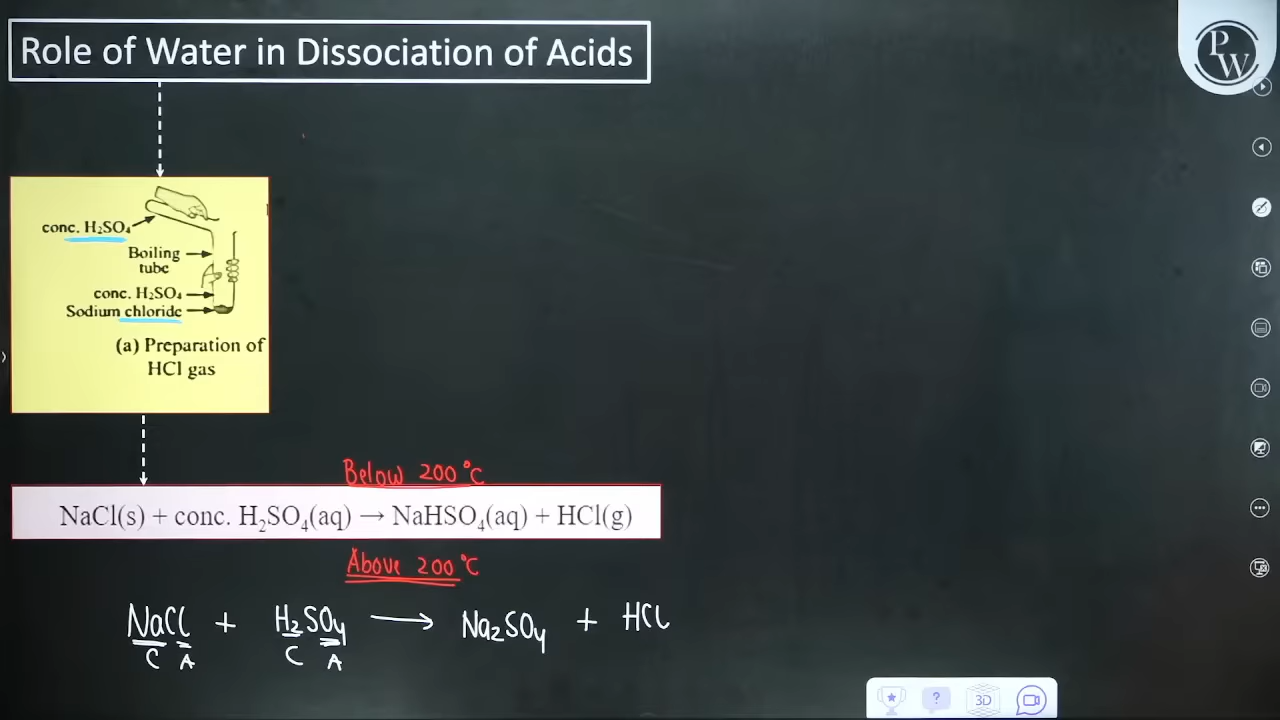 Role of Water in Dissociation of Acids
PW
conc. H₂SO₄
Boiling
tube
conc. H₂SO₄
Sodium chloride
(a) Preparation of
HCl gas
Below 200°C
NaCl(s) + conc. H₂SO₄(aq) → NaHSO₄(aq) + HCl(g)
Above 200°C
NaCl + H₂SO₄ → Na₂SO₄ + HCl
C A C A
3D